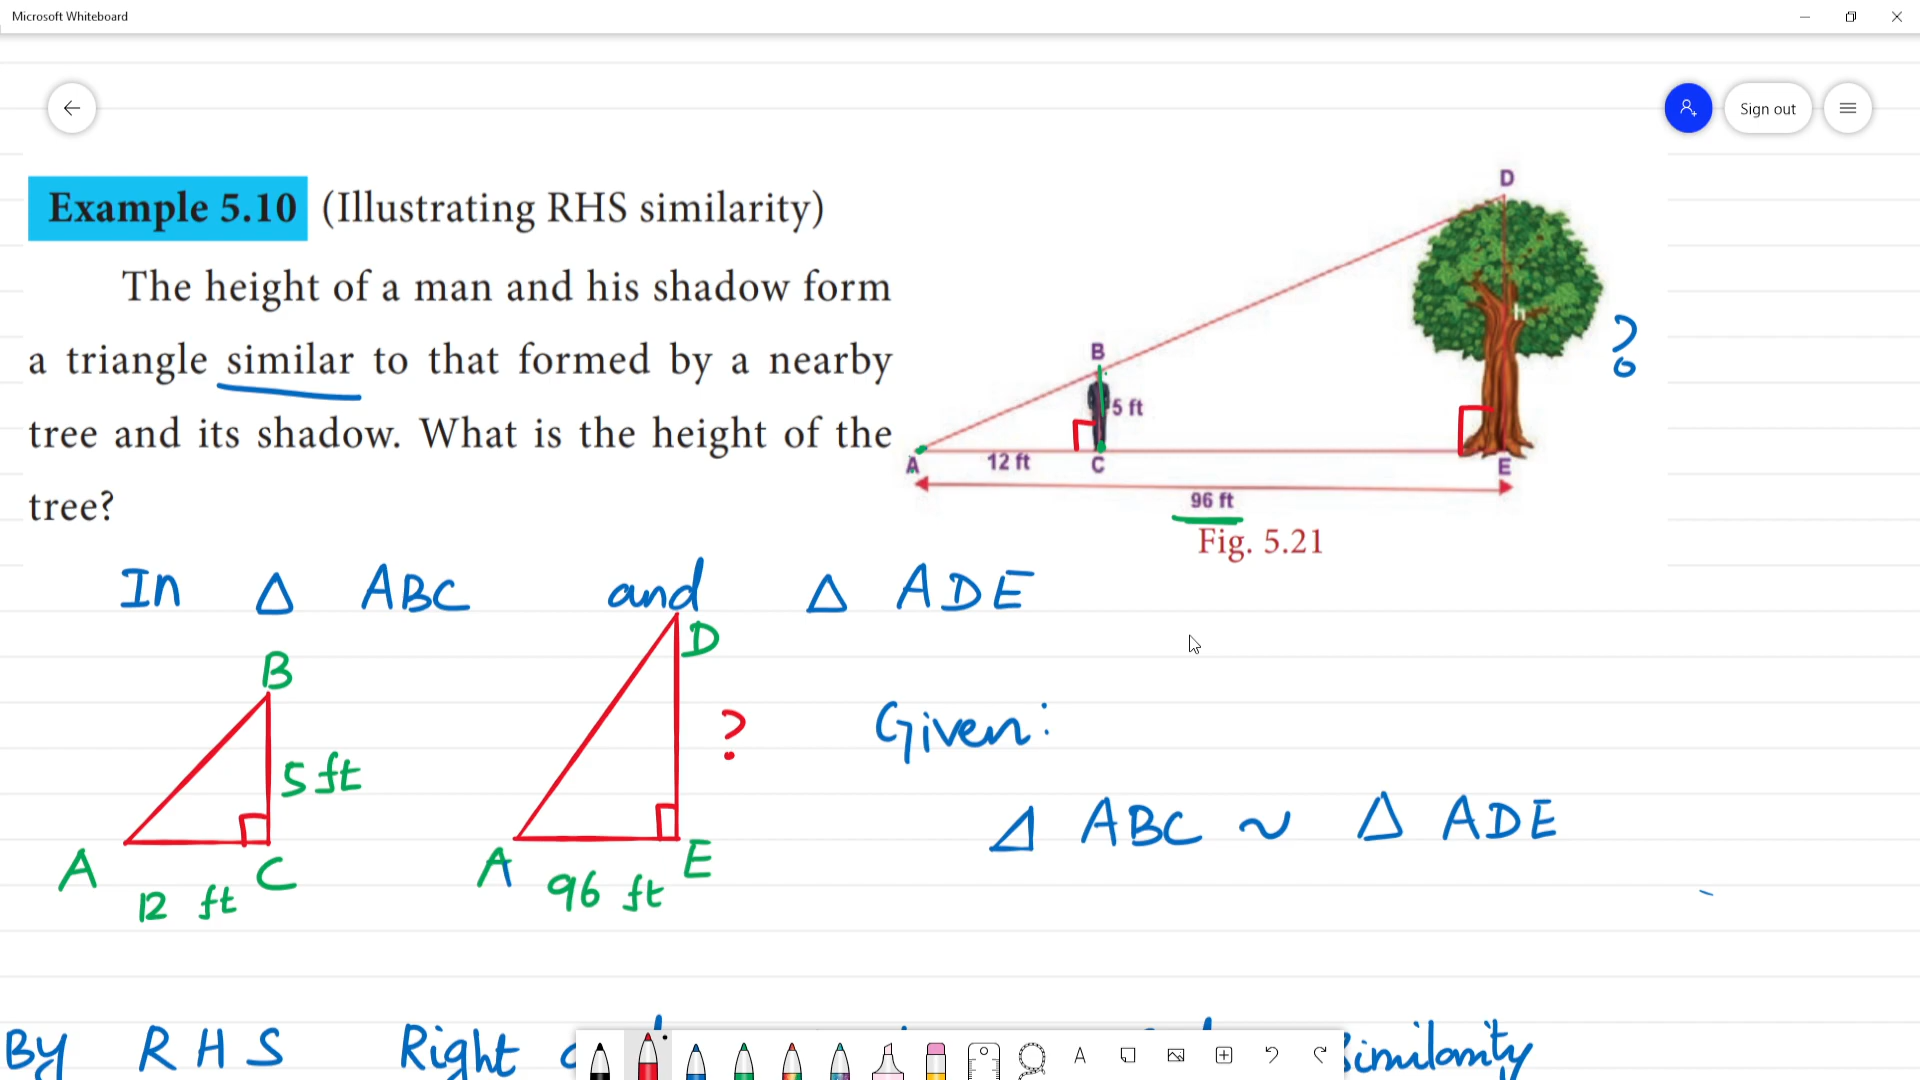 Microsoft Whiteboard
Sign out
Example 5.10 (Illustrating RHS similarity)
The height of a man and his shadow form
a triangle similar to that formed by a nearby
tree and its shadow. What is the height of the
tree?
D
h
?
B
5 ft
A
12 ft
C
E
96 ft
Fig. 5.21
In Δ ABC and Δ ADE
B
5 ft
A
C
12 ft
D
?
A
E
96 ft
Given:
Δ ABC ~ Δ ADE
By RHS Right
similarity
A